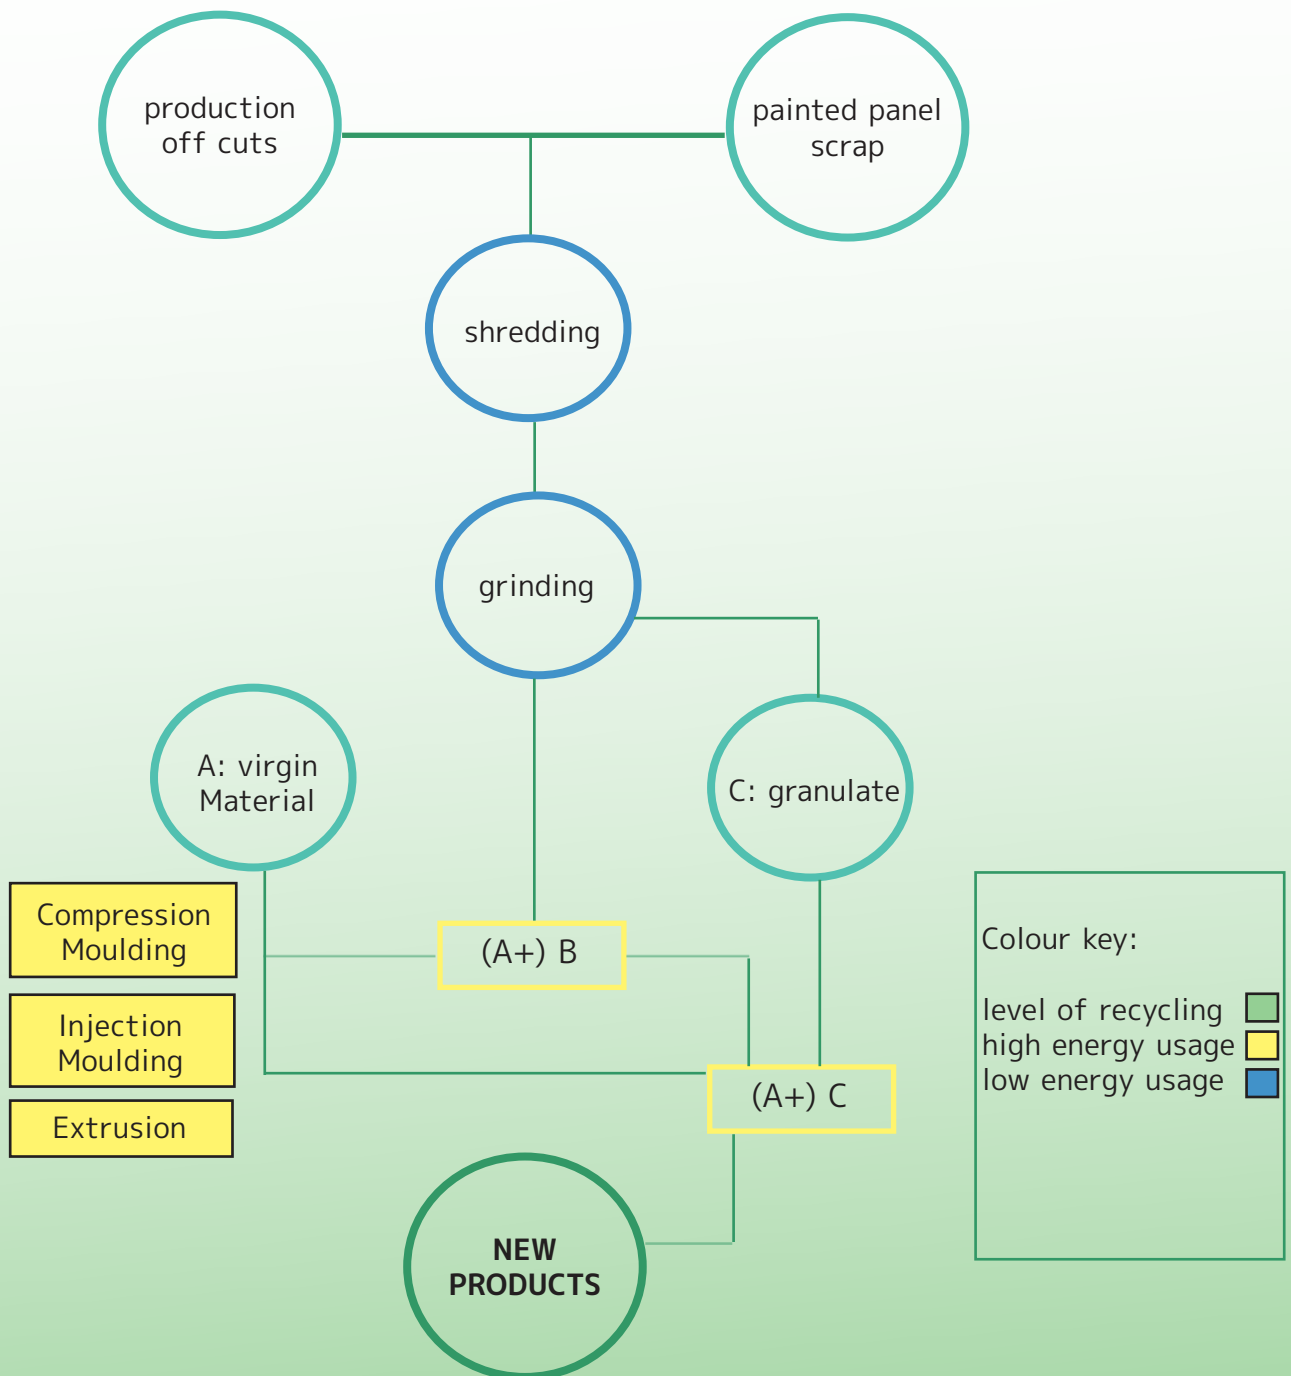 production
off cuts
painted panel
scrap
shredding
grinding
A: virgin
Material
C: granulate
Compression
Moulding
(A+) B
Injection
Moulding
(A+) C
Extrusion
NEW
PRODUCTS
Colour key:
level of recycling
high energy usage
low energy usage